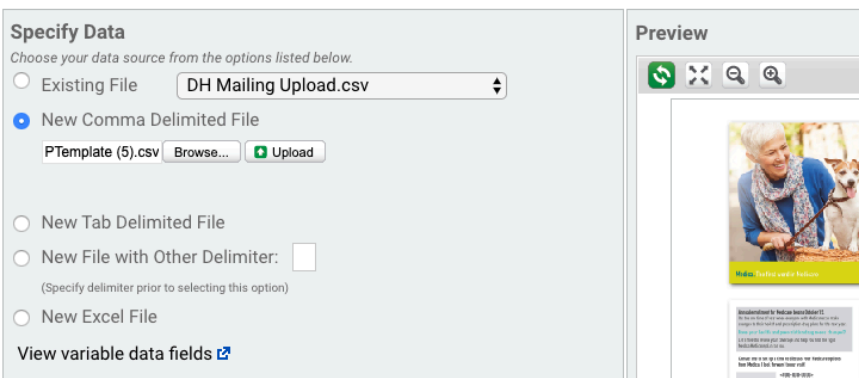 Specify Data
Choose your data source from the options listed below.
Existing File DH Mailing Upload.csv
New Comma Delimited File
PTemplate (5).csv Browse... Upload
New Tab Delimited File
New File with Other Delimiter:
(Specify delimiter prior to selecting this option)
New Excel File
View variable data fields
Preview